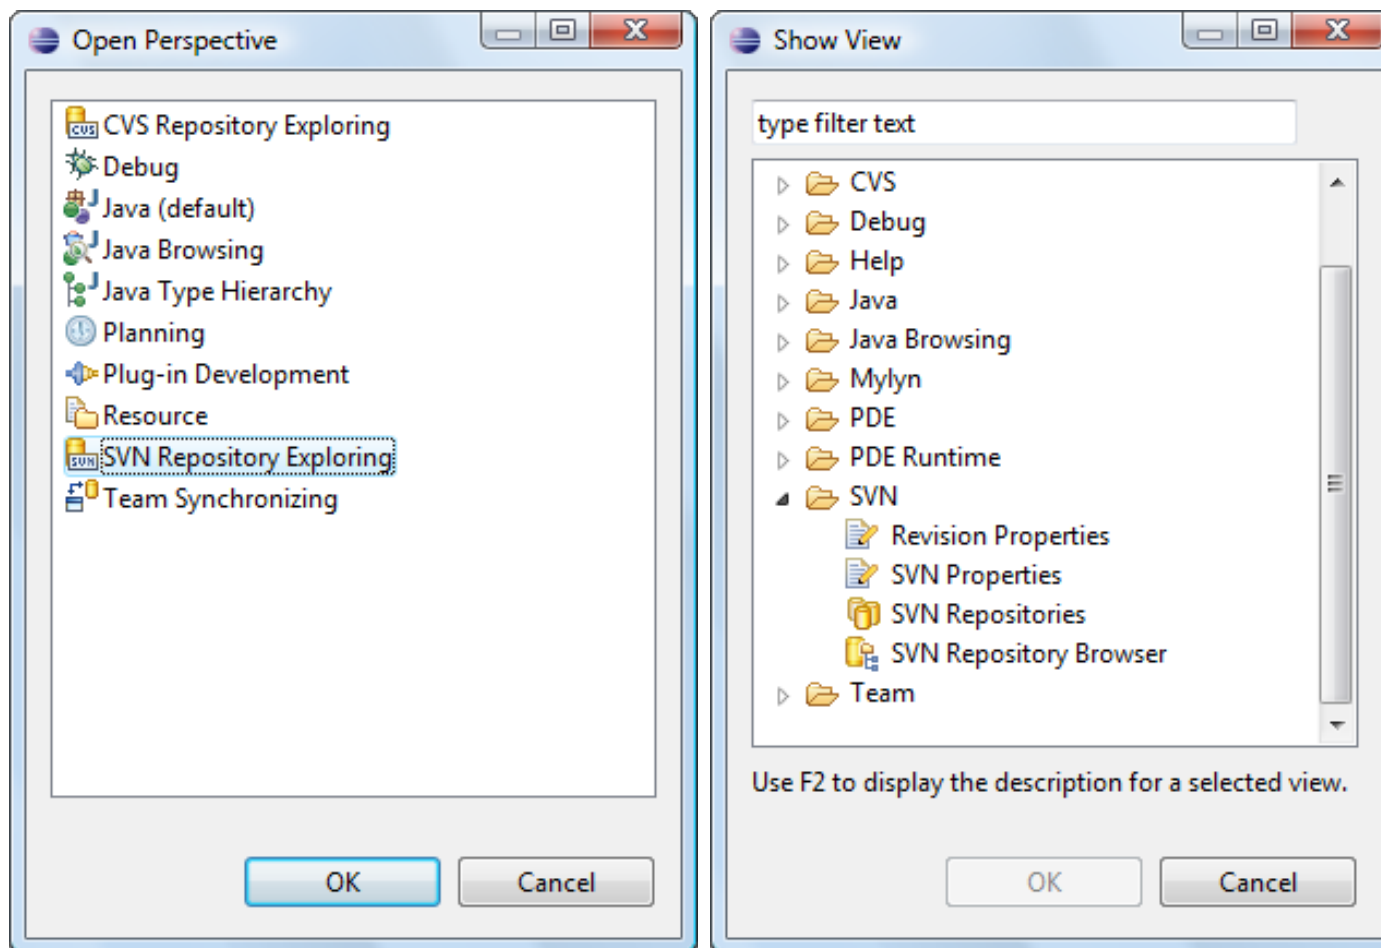 Open Perspective
CVS Repository Exploring
Debug
Java (default)
Java Browsing
Java Type Hierarchy
Planning
Plug-in Development
Resource
SVN Repository Exploring
Team Synchronizing
OK
Cancel
Show View
type filter text
CVS
Debug
Help
Java
Java Browsing
Mylyn
PDE
PDE Runtime
SVN
Revision Properties
SVN Properties
SVN Repositories
SVN Repository Browser
Team
Use F2 to display the description for a selected view.
OK
Cancel